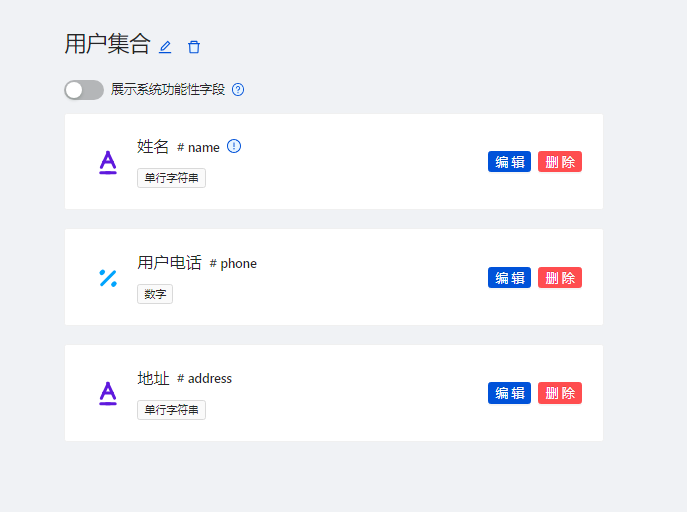 用户集合
展示系统功能性字段
姓名 # name
单行字符串
编辑 删除
用户电话 # phone
数字
编辑 删除
地址 # address
单行字符串
编辑 删除